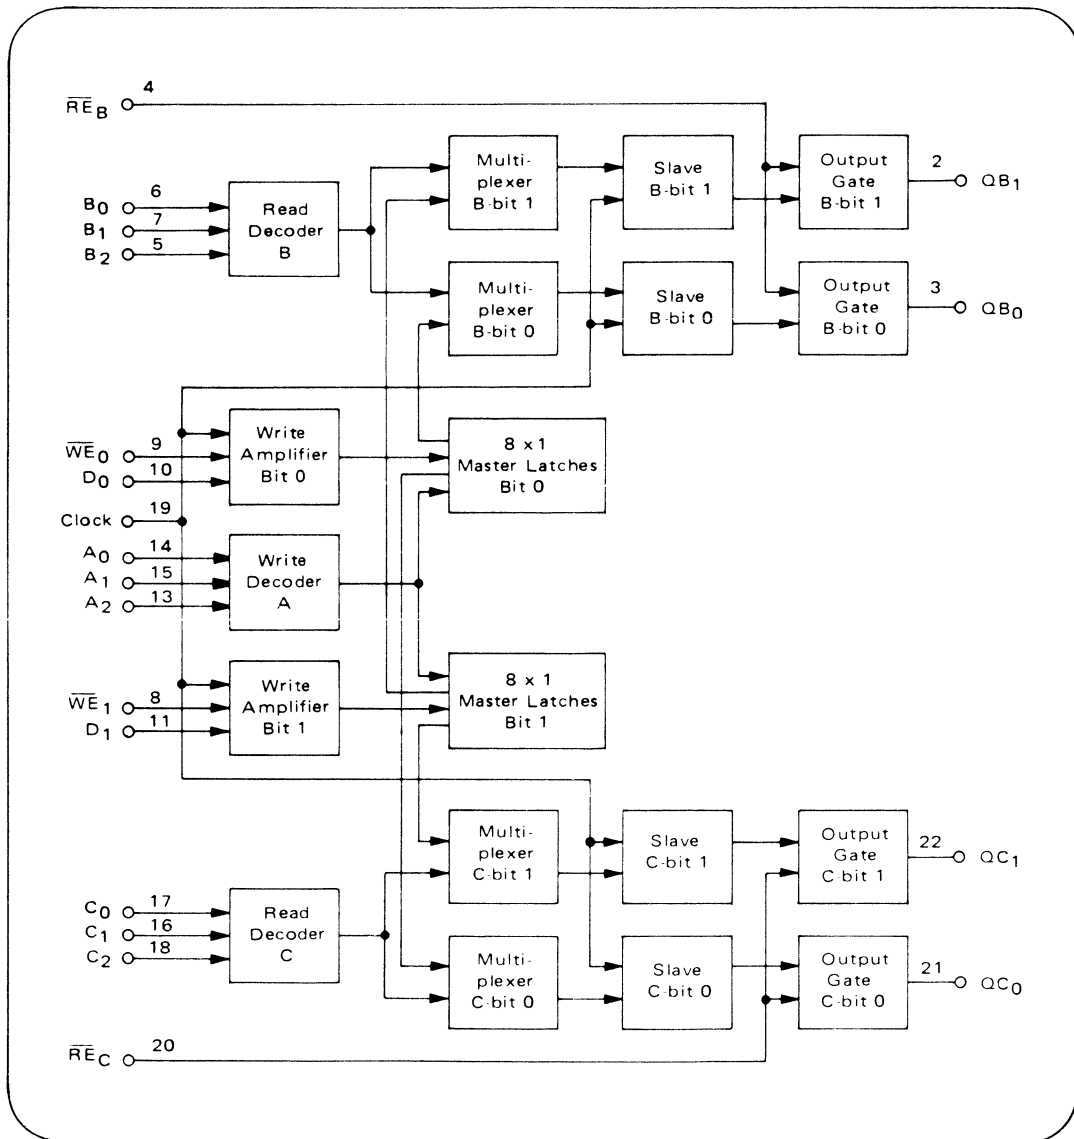 4
R̅E̅B
Multi-
plexer
B-bit 1
Slave
B-bit 1
Output
Gate
B-bit 1
2
QB1
B0
6
B1
7
B2
5
Read
Decoder
B
Multi-
plexer
B-bit 0
Slave
B-bit 0
Output
Gate
B-bit 0
3
QB0
W̅E̅0
9
D0
10
Write
Amplifier
Bit 0
8 x 1
Master Latches
Bit 0
Clock
19
A0
14
A1
15
A2
13
Write
Decoder
A
W̅E̅1
8
D1
11
Write
Amplifier
Bit 1
8 x 1
Master Latches
Bit 1
Multi-
plexer
C-bit 1
Slave
C-bit 1
Output
Gate
C-bit 1
22
QC1
C0
17
C1
16
C2
18
Read
Decoder
C
Multi-
plexer
C-bit 0
Slave
C-bit 0
Output
Gate
C-bit 0
21
QC0
R̅E̅C
20